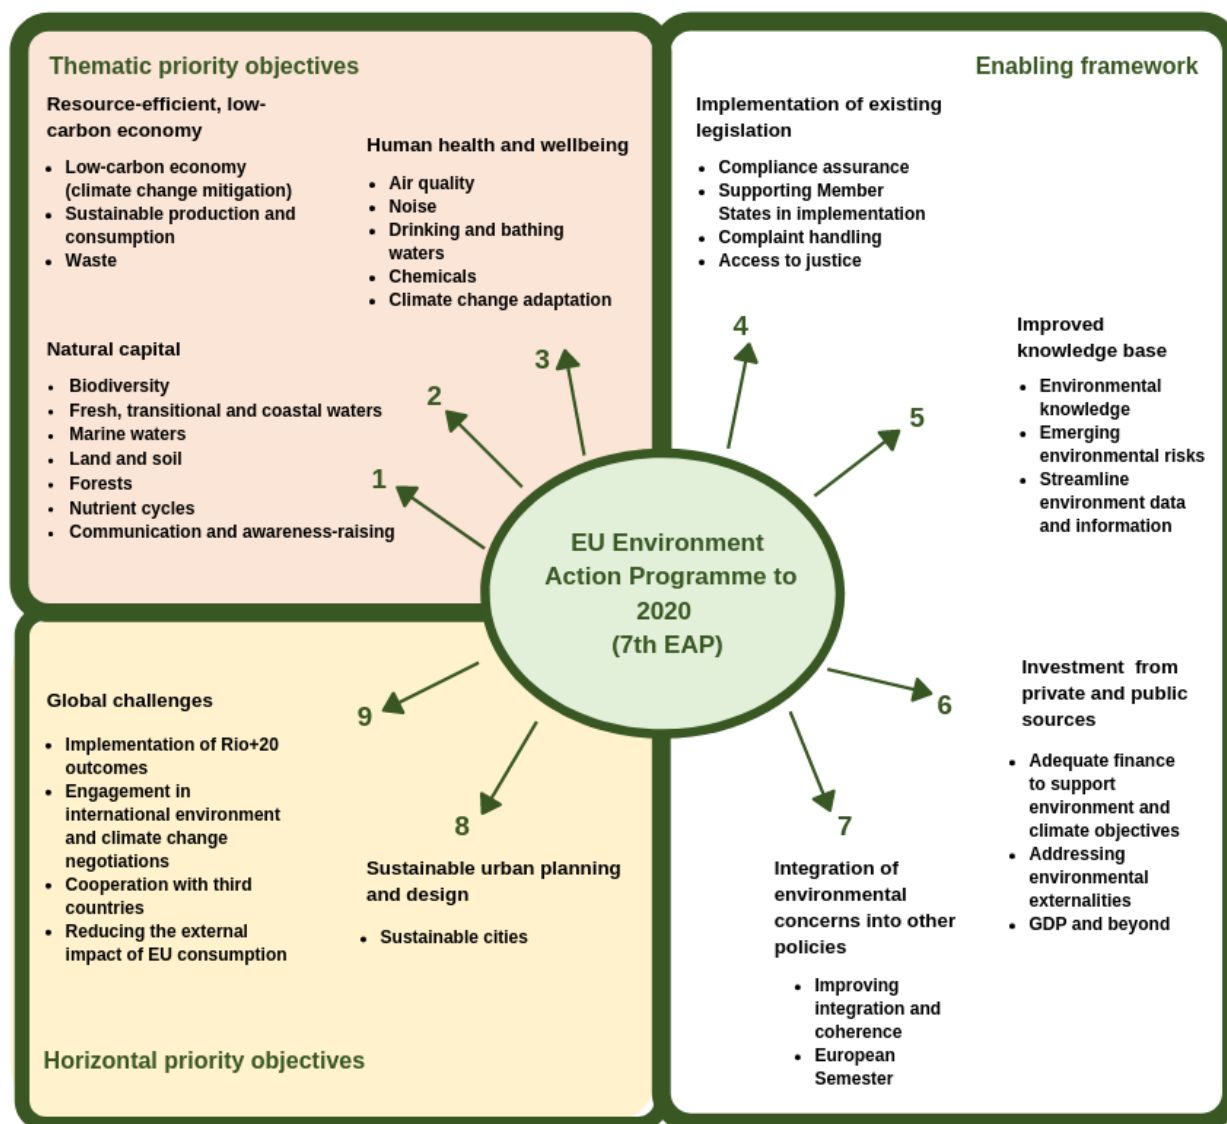 Thematic priority objectives
Resource-efficient, low-
carbon economy
• Low-carbon economy
(climate change mitigation)
• Sustainable production and
consumption
• Waste
Human health and wellbeing
• Air quality
• Noise
• Drinking and bathing
waters
• Chemicals
• Climate change adaptation
Natural capital
• Biodiversity
• Fresh, transitional and coastal waters
• Marine waters
• Land and soil
• Forests
• Nutrient cycles
• Communication and awareness-raising
1
2
3
Enabling framework
Implementation of existing
legislation
• Compliance assurance
• Supporting Member
States in implementation
• Complaint handling
• Access to justice
4
5
Improved
knowledge base
• Environmental
knowledge
• Emerging
environmental risks
• Streamline
environment data
and information
EU Environment
Action Programme to
2020
(7th EAP)
6
Investment from
private and public
sources
• Adequate finance
to support
environment and
climate objectives
• Addressing
environmental
externalities
• GDP and beyond
7
Integration of
environmental
concerns into other
policies
• Improving
integration and
coherence
• European
Semester
8
Sustainable urban planning
and design
• Sustainable cities
9
Global challenges
• Implementation of Rio+20
outcomes
• Engagement in
international environment
and climate change
negotiations
• Cooperation with third
countries
• Reducing the external
impact of EU consumption
Horizontal priority objectives